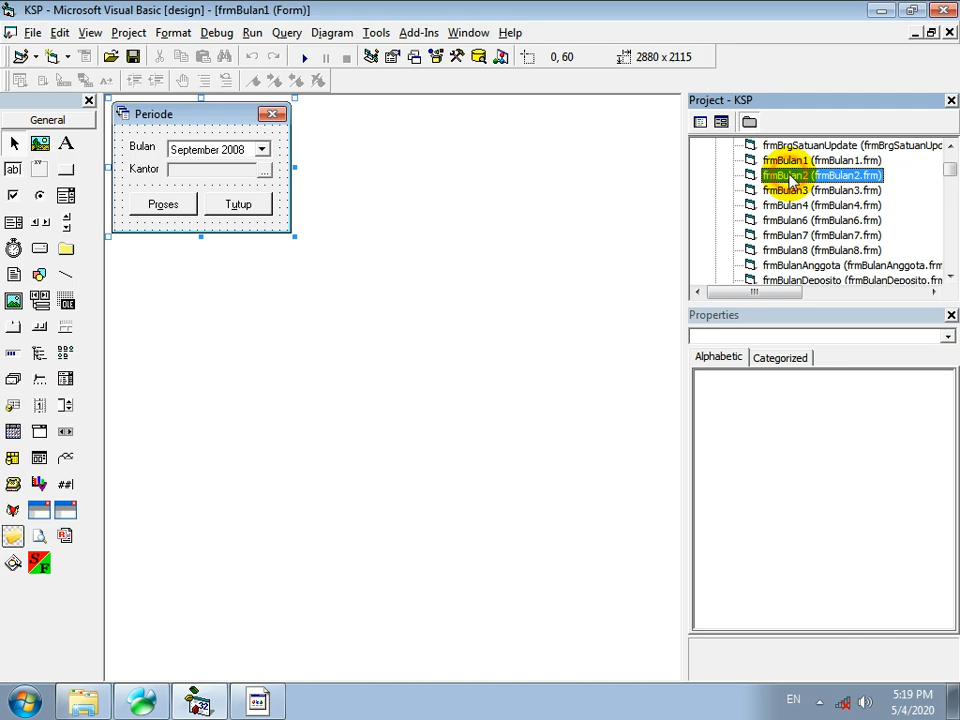 KSP - Microsoft Visual Basic [design] - [frmBulan1 (Form)]
File Edit View Project Format Debug Run Query Diagram Tools Add-Ins Window Help
0, 60
2880 x 2115
General
Periode
Bulan
September 2008
Kantor
...
Proses
Tutup
Project - KSP
frmBrgSatuanUpdate (frmBrgSatuanUpd
frmBulan1 (frmBulan1.frm)
frmBulan2 (frmBulan2.frm)
frmBulan3 (frmBulan3.frm)
frmBulan4 (frmBulan4.frm)
frmBulan6 (frmBulan6.frm)
frmBulan7 (frmBulan7.frm)
frmBulan8 (frmBulan8.frm)
frmBulanAnggota (frmBulanAnggota.frm
frmBulanDeposito (frmBulanDeposito.frm
Properties
Alphabetic
Categorized
EN
5:19 PM
5/4/2020